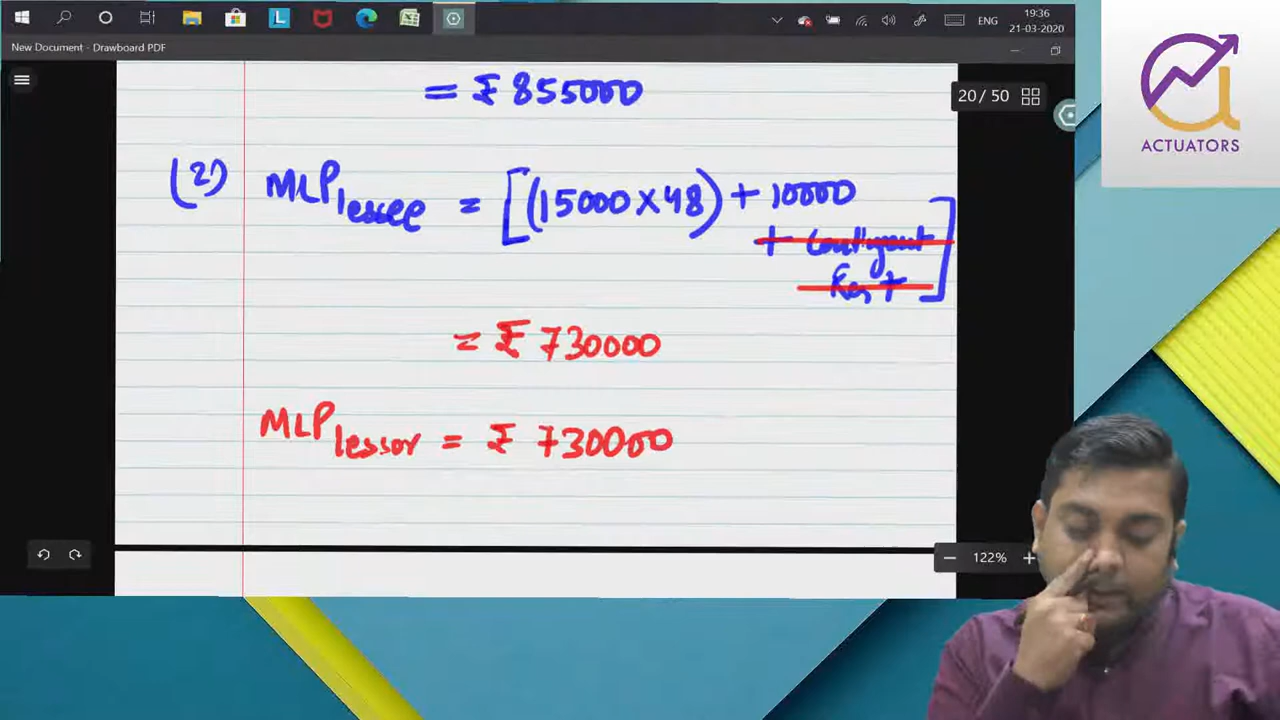 ENG
19:36
21-03-2020
New Document - Drawboard PDF
= ₹ 855000
20 / 50
ACTUATORS
(2) MLP lessee = [(15000 x 48) + 10000
+ Contingent
Rent]
= ₹ 730000
MLP lessor = ₹ 730000
122%